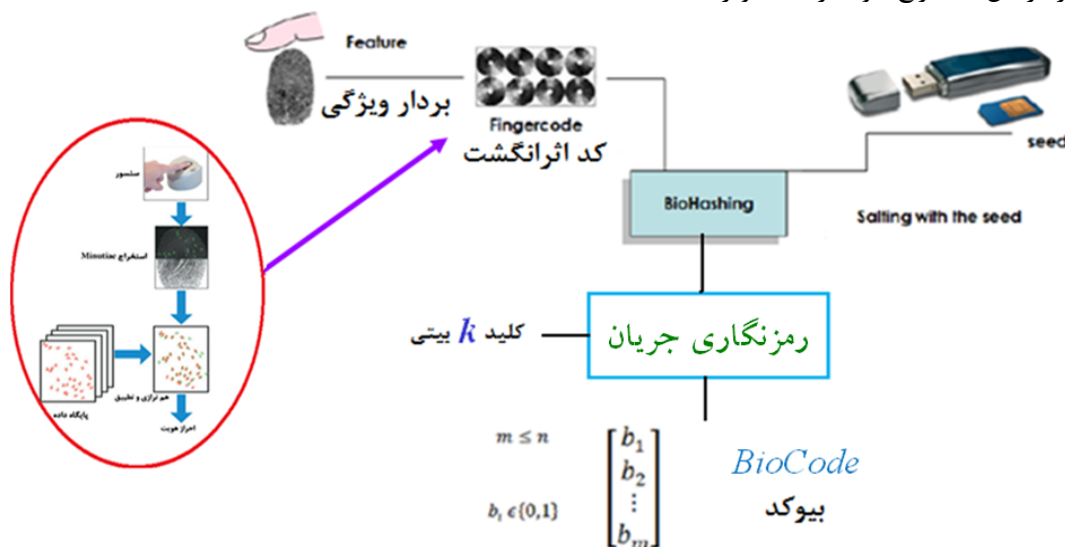 Feature
بردار ویژگی
Fingercode
کد اثرانگشت
seed
BioHashing
Salting with the seed
سنسور
استخراج Minutiae
پایگاه داده
هم ترازی و تطبیق
احراز هویت
کلید k بیتی
رمزنگاری جریان
m ≤ n
b₁
b₂
⋮
bₘ
bᵢ ϵ{0,1}
BioCode
بیوکد